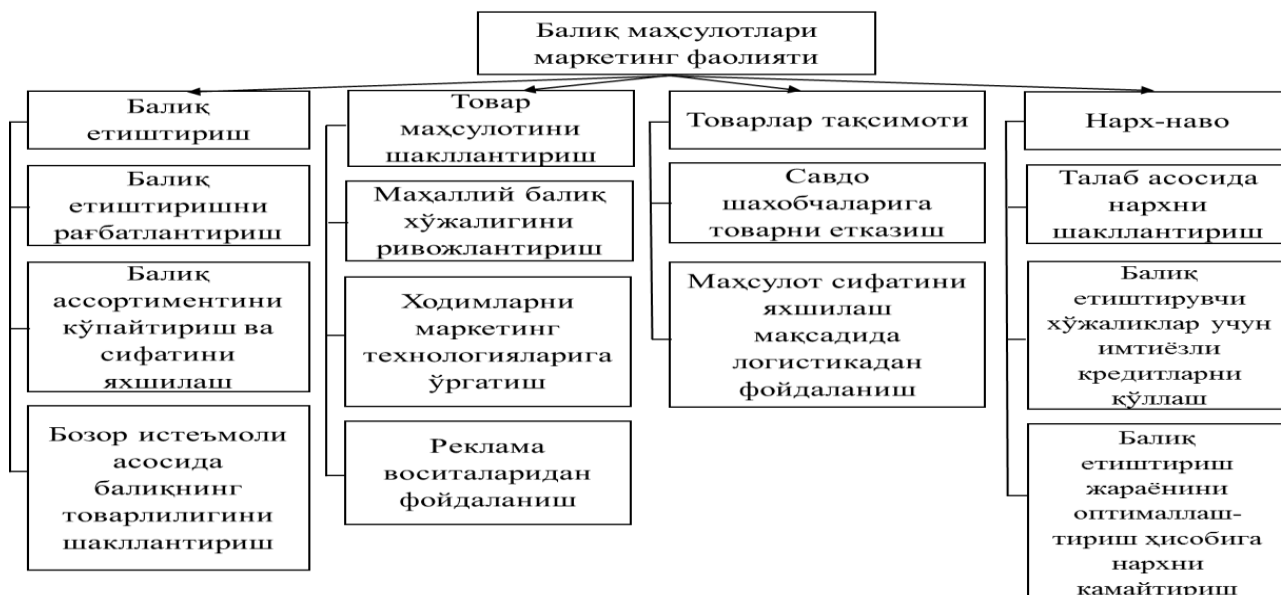 Балиқ маҳсулотлари
маркетинг фаолияти
Балиқ
етиштириш
Балиқ
етиштиришни
рағбатлантириш
Балиқ
ассортиментини
кўпайтириш ва
сифатини
яхшилаш
Бозор истеъмоли
асосида
балиқнинг
товарлилигини
шакллантириш
Товар
маҳсулотини
шакллантириш
Маҳаллий балиқ
хўжалигини
ривожлантириш
Ходимларни
маркетинг
технологияларига
ўргатиш
Реклама
воситаларидан
фойдаланиш
Товарлар тақсимоти
Савдо
шахобчаларига
товарни етказиш
Маҳсулот сифатини
яхшилаш
мақсадида
логистикадан
фойдаланиш
Нарх-наво
Талаб асосида
нархни
шакллантириш
Балиқ
етиштирувчи
хўжаликлар учун
имтиёзли
кредитларни
қўллаш
Балиқ
етиштириш
жараёнини
оптималлаш-
тириш ҳисобига
нархни
камайтириш